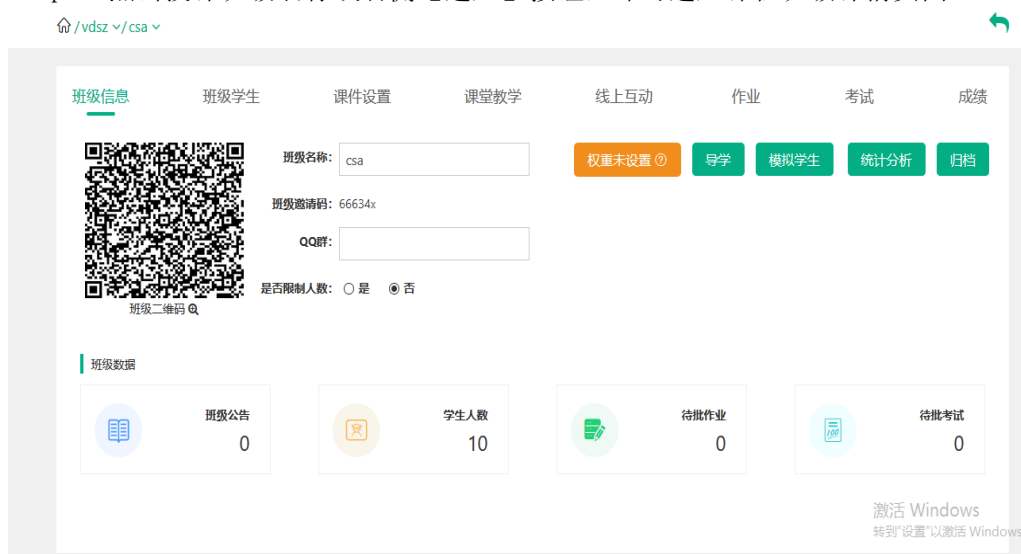 / vdsz / csa
班级信息 班级学生 课件设置 课堂教学 线上互动 作业 考试 成绩
班级名称: csa 权重未设置 导学 模拟学生 统计分析 归档
班级邀请码: 66634x
QQ群:
是否限制人数: 是 否
班级二维码
班级数据
班级公告 学生人数 待批作业 待批考试
0 10 0 0
激活 Windows
转到"设置"以激活 Windows